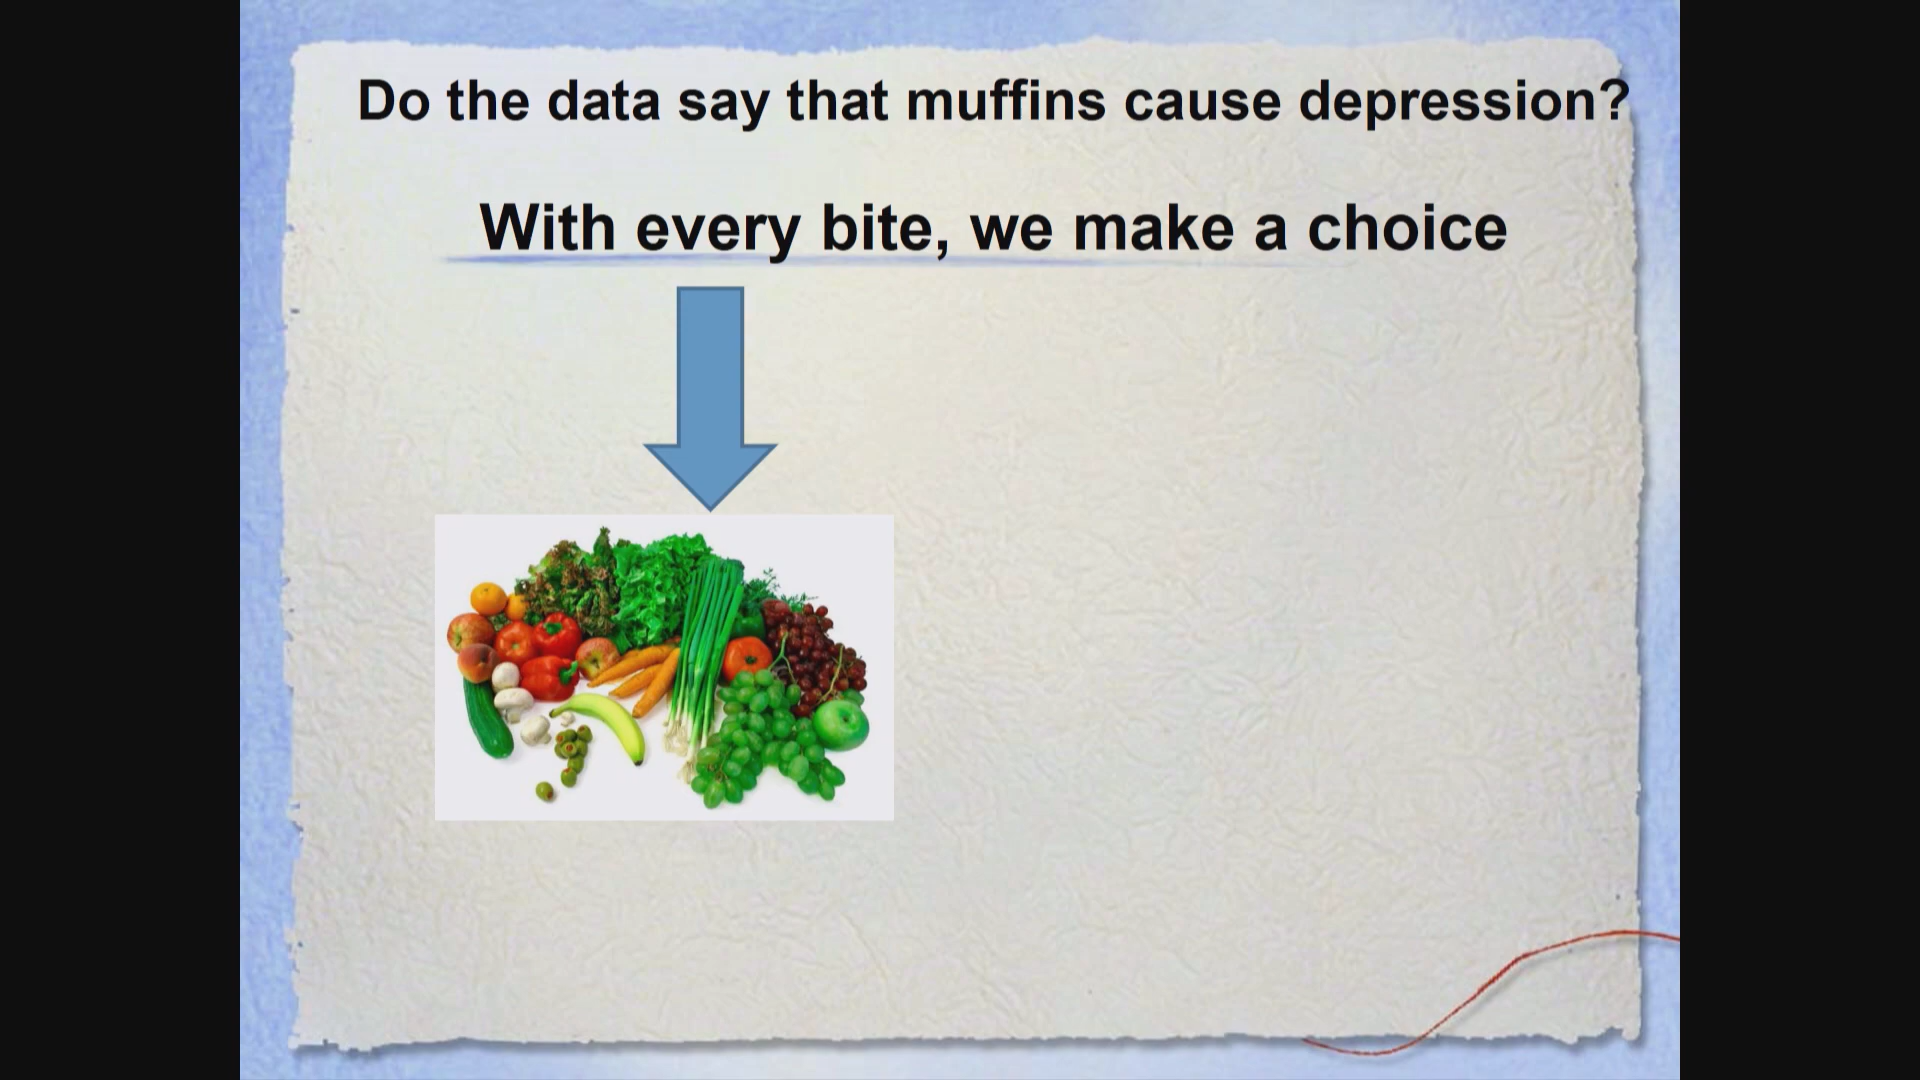 Do the data say that muffins cause depression?
With every bite, we make a choice